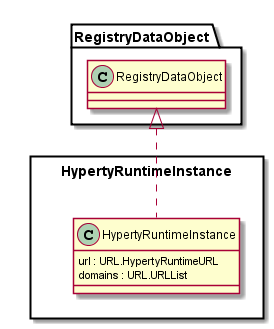 RegistryDataObject
C RegistryDataObject
HypertyRuntimeInstance
C HypertyRuntimeInstance
url : URL.HypertyRuntimeURL
domains : URL.URLList